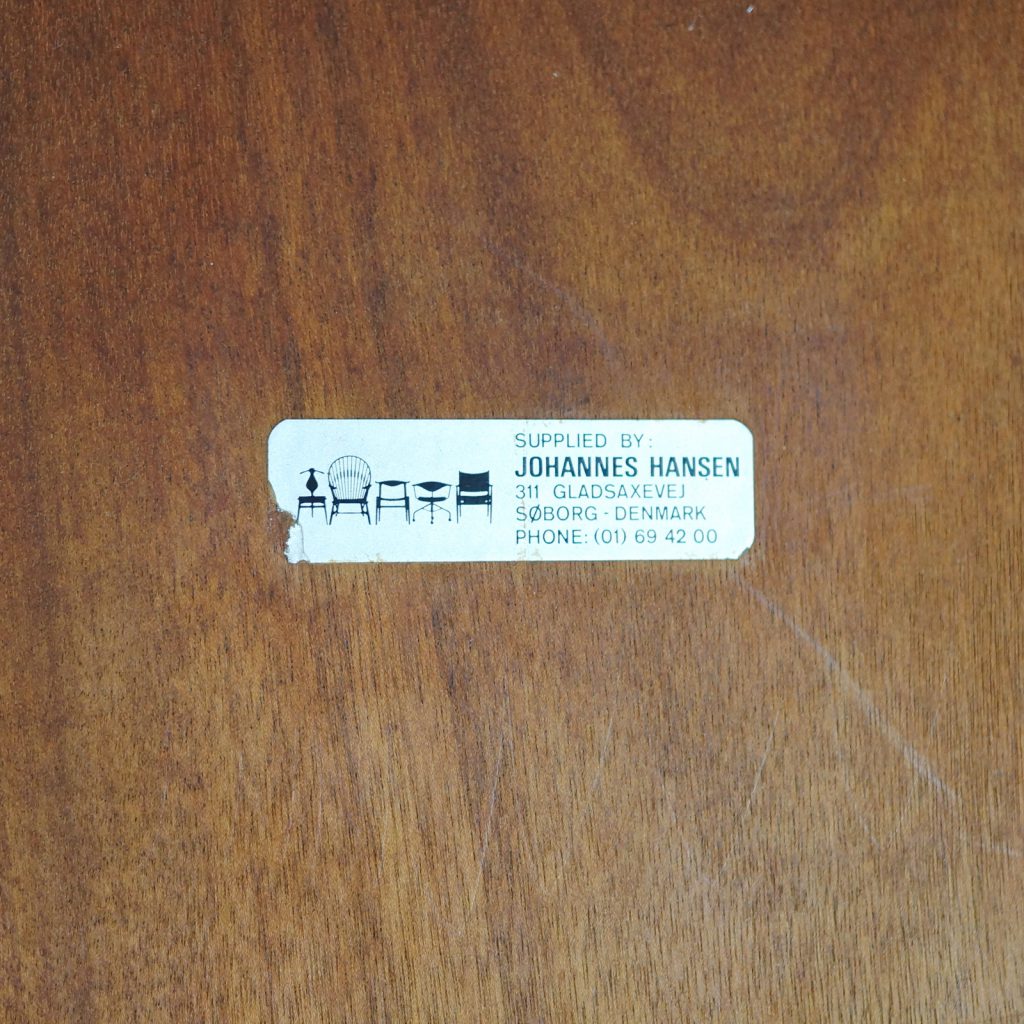 SUPPLIED BY:
JOHANNES HANSEN
311 GLADSAXEVEJ
SØBORG - DENMARK
PHONE: (01) 69 42 00